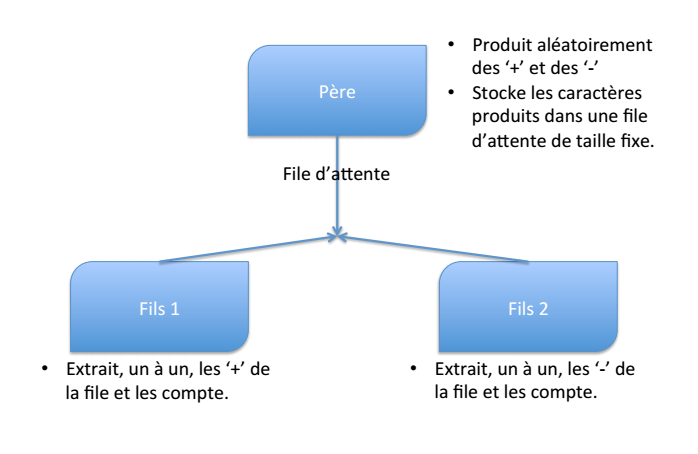 Père
• Produit aléatoirement
des ‘+’ et des ‘-’
• Stocke les caractères
produits dans une file
d’attente de taille fixe.
File d’attente
Fils 1
Fils 2
• Extrait, un à un, les ‘+’ de
la file et les compte.
• Extrait, un à un, les ‘-’ de
la file et les compte.